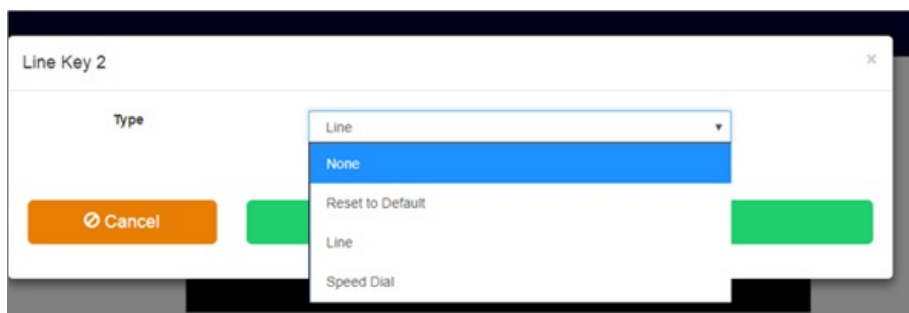 Line Key 2
×
Type
Line
None
Reset to Default
Line
Speed Dial
Cancel